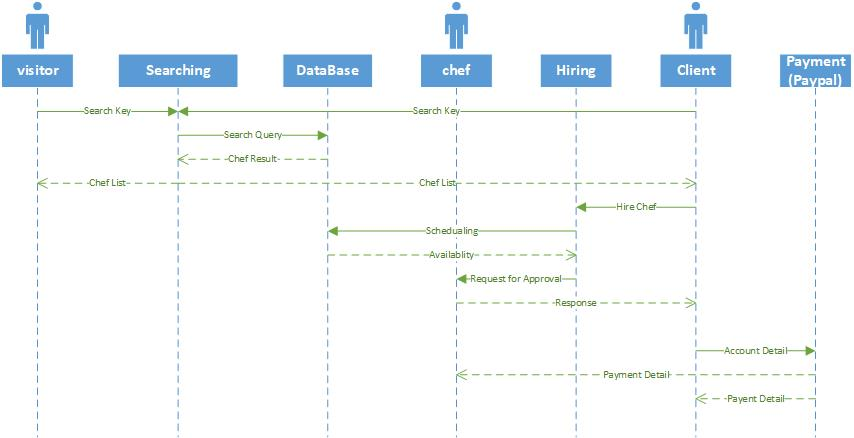 visitor
Searching
DataBase
chef
Hiring
Client
Payment
(Paypal)
Search Key
Search Key
Search Query
Chef Result
Chef List
Chef List
Hire Chef
Schedualing
Availablity
Request for Approval
Response
Account Detail
Payment Detail
Payent Detail